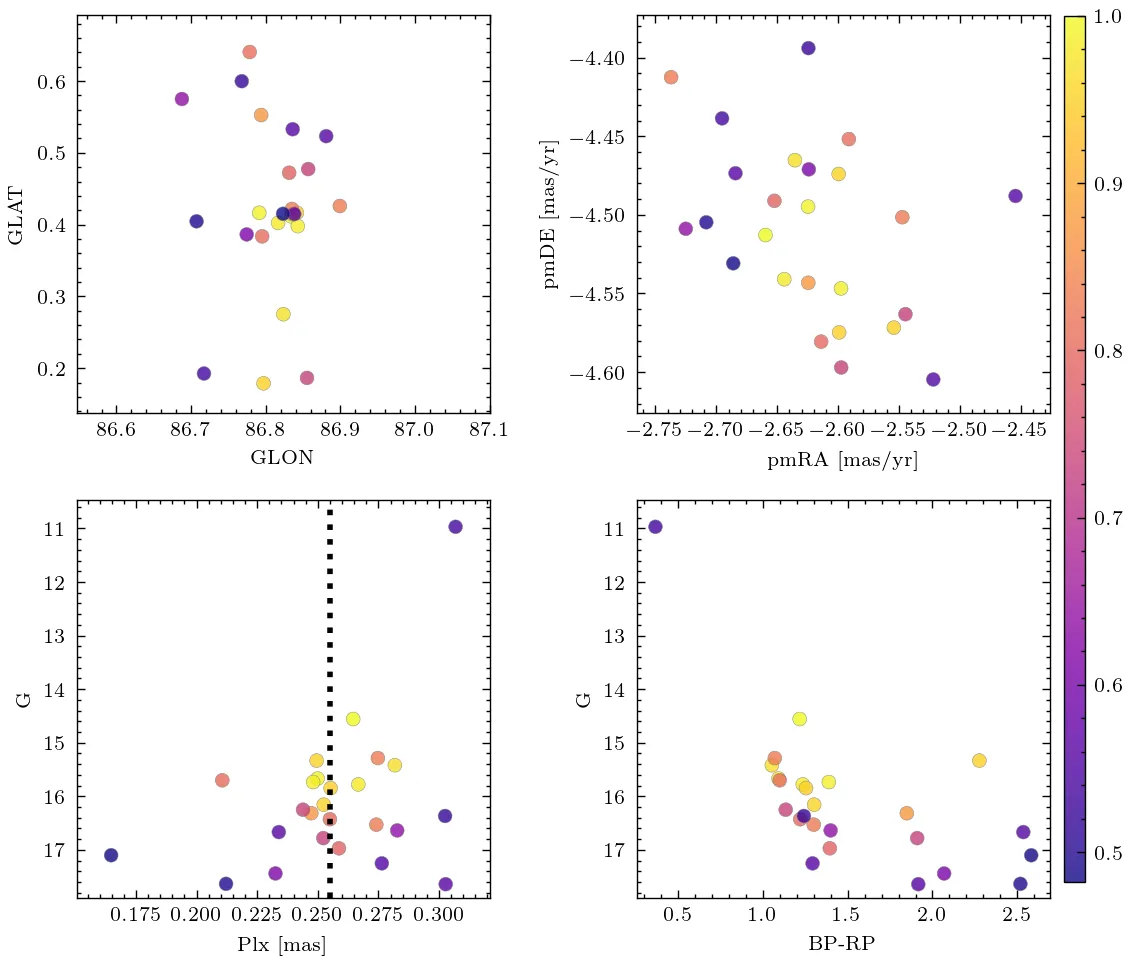 0.6
0.5
0.4
0.3
0.2
GLAT
86.6 86.7 86.8 86.9 87.0 87.1
GLON
−4.40
−4.45
−4.50
−4.55
−4.60
pmDE [mas/yr]
−2.75 −2.70 −2.65 −2.60 −2.55 −2.50 −2.45
pmRA [mas/yr]
1.0
0.9
0.8
0.7
0.6
0.5
11
12
13
14
15
16
17
G
0.175 0.200 0.225 0.250 0.275 0.300
Plx [mas]
11
12
13
14
15
16
17
G
0.5 1.0 1.5 2.0 2.5
BP-RP